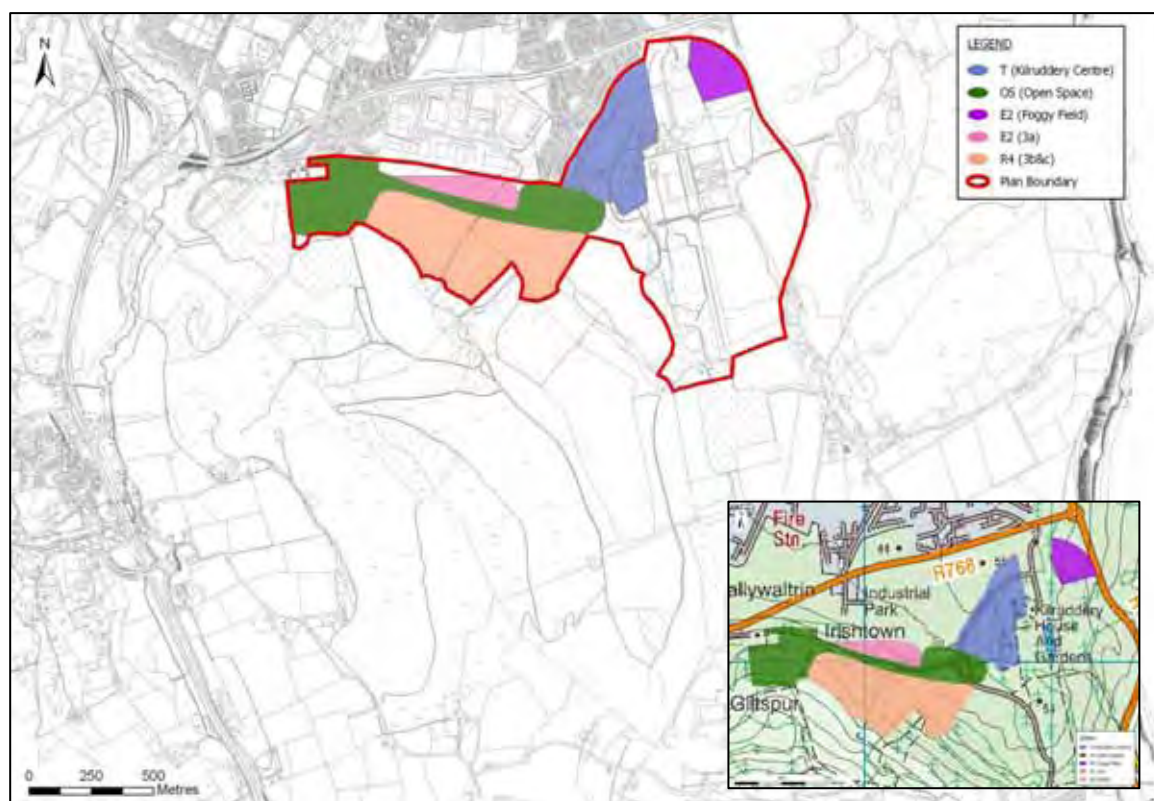 N
LEGEND
T (Kilruddery Centre)
OS (Open Space)
E2 (Foggy Field)
E2 (3a)
R4 (3b&c)
Plan Boundary
0 250 500
Metres
Fire
Stn
R768
allywaltrin
Industrial
Park
Irishtown
Kilruddery
House
And
Gardens
Giltspur